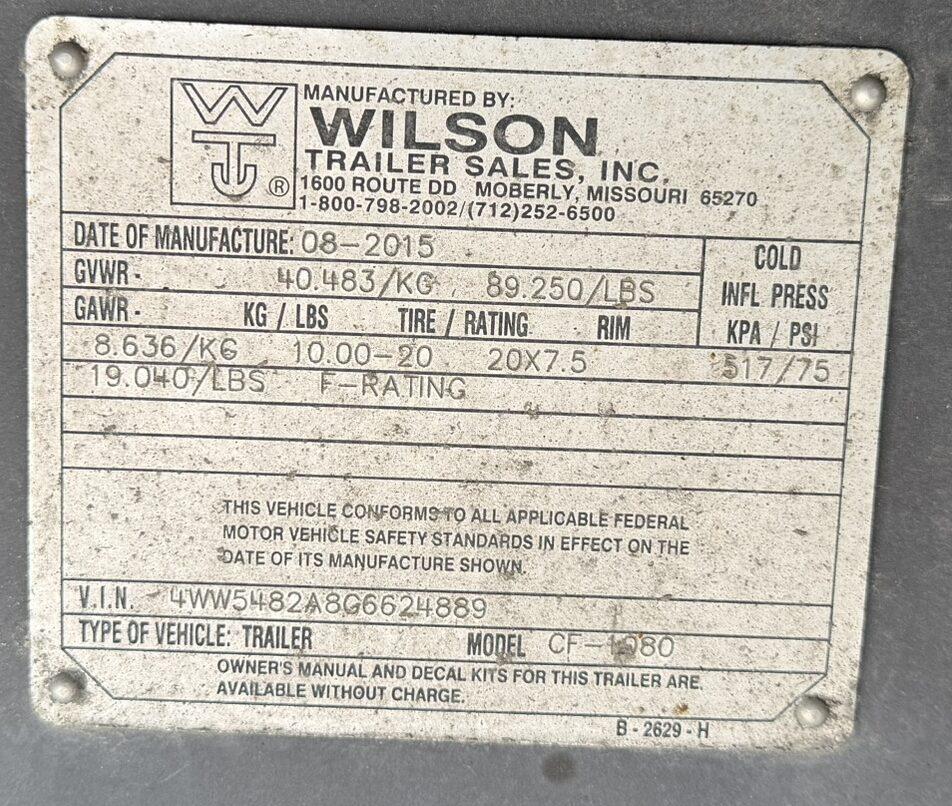 MANUFACTURED BY:
WILSON
TRAILER SALES, INC.
1600 ROUTE DD MOBERLY, MISSOURI 65270
1-800-798-2002/(712)252-6500
WT ®
DATE OF MANUFACTURE: 08-2015
GVWR - 40.483/KG 89.250/LBS
COLD
INFL PRESS
KPA / PSI
GAWR - KG / LBS TIRE / RATING RIM
8.636/KG 10.00-20 20X7.5 517/75
19.040/LBS F-RATING
THIS VEHICLE CONFORMS TO ALL APPLICABLE FEDERAL
MOTOR VEHICLE SAFETY STANDARDS IN EFFECT ON THE
DATE OF ITS MANUFACTURE SHOWN.
V.I.N. 4WW5482A8G6624889
TYPE OF VEHICLE: TRAILER MODEL CF-1080
OWNER'S MANUAL AND DECAL KITS FOR THIS TRAILER ARE
AVAILABLE WITHOUT CHARGE.
B - 2629 - H